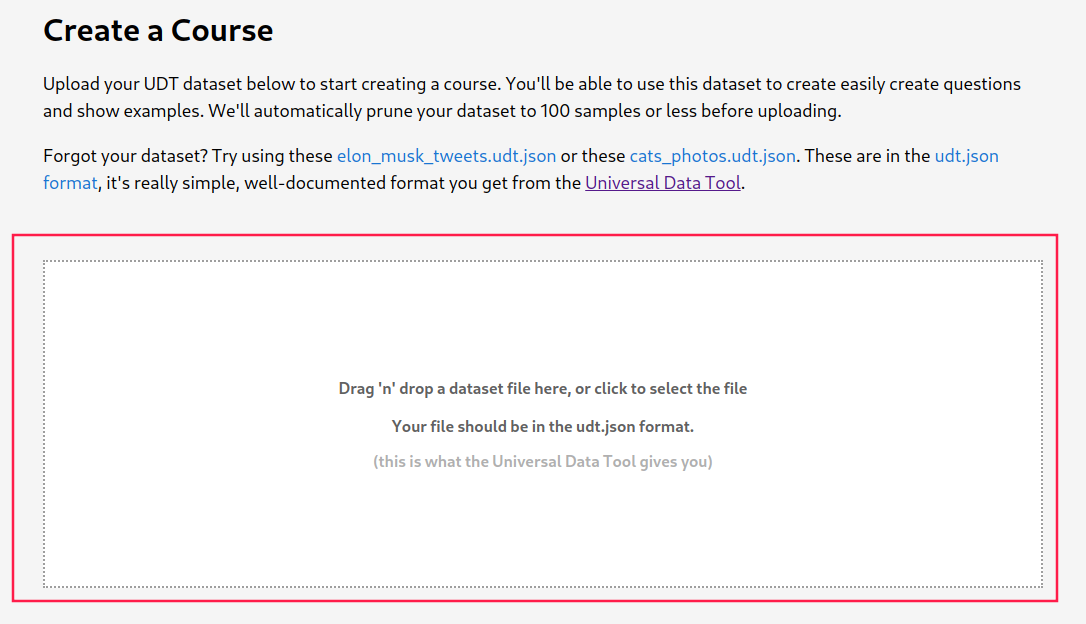 Create a Course
Upload your UDT dataset below to start creating a course. You'll be able to use this dataset to create easily create questions
and show examples. We'll automatically prune your dataset to 100 samples or less before uploading.
Forgot your dataset? Try using these elon_musk_tweets.udt.json or these cats_photos.udt.json. These are in the udt.json
format, it's really simple, well-documented format you get from the Universal Data Tool.
Drag 'n' drop a dataset file here, or click to select the file
Your file should be in the udt.json format.
(this is what the Universal Data Tool gives you)